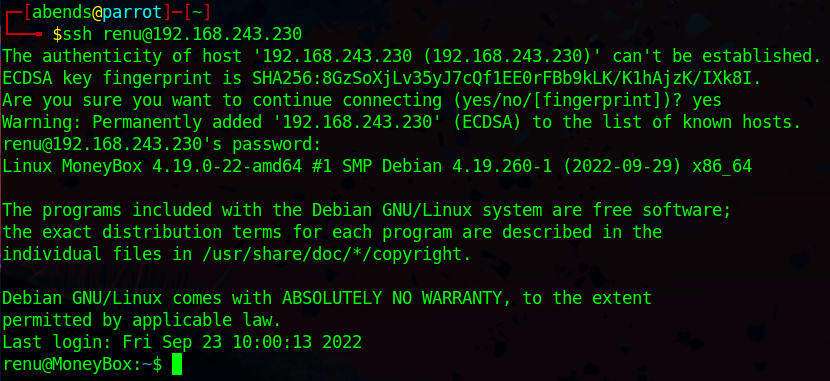 ┌─[abends@parrot]─[~]
└──╼ $ssh renu@192.168.243.230
The authenticity of host '192.168.243.230 (192.168.243.230)' can't be established.
ECDSA key fingerprint is SHA256:8GzSoXjLv35yJ7cQf1EE0rFBb9kLK/K1hAjzK/IXk8I.
Are you sure you want to continue connecting (yes/no/[fingerprint])? yes
Warning: Permanently added '192.168.243.230' (ECDSA) to the list of known hosts.
renu@192.168.243.230's password:
Linux MoneyBox 4.19.0-22-amd64 #1 SMP Debian 4.19.260-1 (2022-09-29) x86_64
The programs included with the Debian GNU/Linux system are free software;
the exact distribution terms for each program are described in the
individual files in /usr/share/doc/*/copyright.
Debian GNU/Linux comes with ABSOLUTELY NO WARRANTY, to the extent
permitted by applicable law.
Last login: Fri Sep 23 10:00:13 2022
renu@MoneyBox:~$